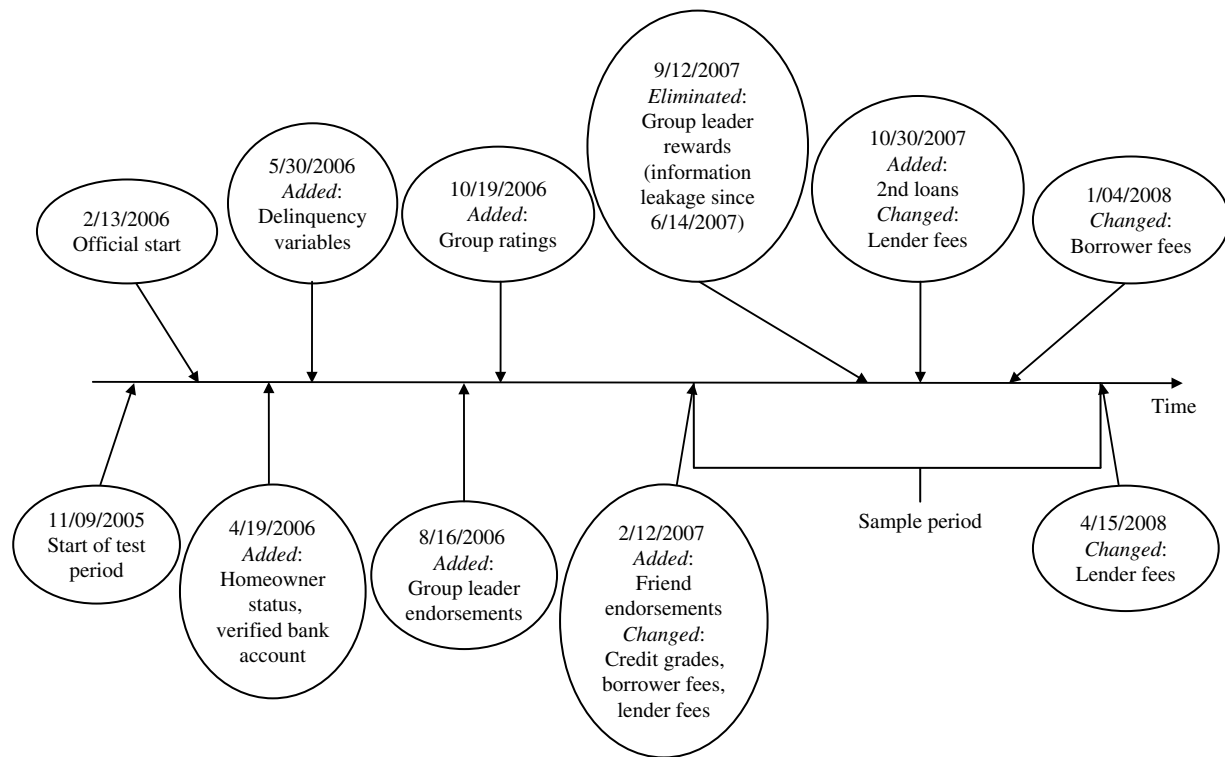 2/13/2006
Official start
5/30/2006
Added:
Delinquency
variables
10/19/2006
Added:
Group ratings
9/12/2007
Eliminated:
Group leader
rewards
(information
leakage since
6/14/2007)
10/30/2007
Added:
2nd loans
Changed:
Lender fees
1/04/2008
Changed:
Borrower fees
Time
11/09/2005
Start of test
period
4/19/2006
Added:
Homeowner
status,
verified bank
account
8/16/2006
Added:
Group leader
endorsements
2/12/2007
Added:
Friend
endorsements
Changed:
Credit grades,
borrower fees,
lender fees
Sample period
4/15/2008
Changed:
Lender fees